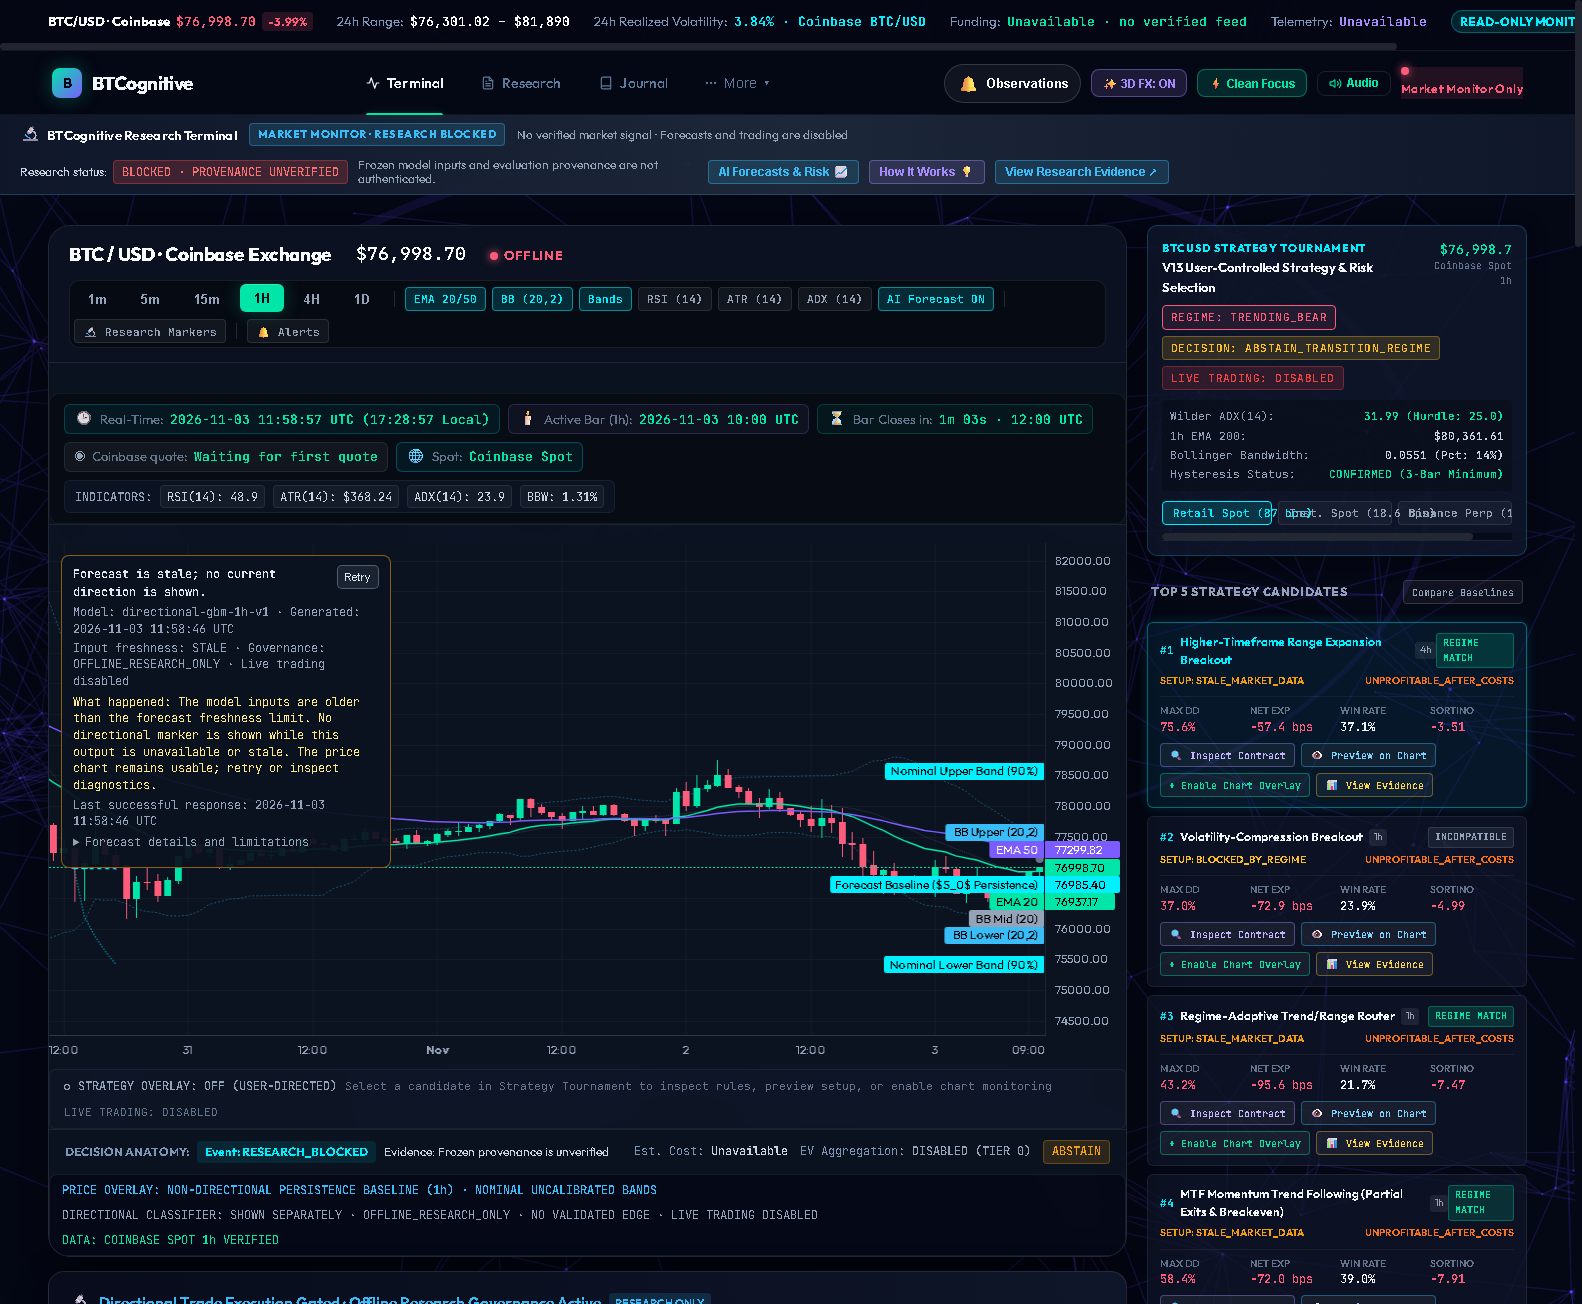 BTC/USD · Coinbase $76,998.70 -3.99% 24h Range: $76,301.02 – $81,890 24h Realized Volatility: 3.84% · Coinbase BTC/USD Funding: Unavailable · no verified feed Telemetry: Unavailable READ-ONLY MONIT
B BTCognitive Terminal Research Journal ··· More ▾ Observations 3D FX: ON Clean Focus Audio Market Monitor Only
BTCognitive Research Terminal MARKET MONITOR · RESEARCH BLOCKED No verified market signal · Forecasts and trading are disabled
Research status: BLOCKED · PROVENANCE UNVERIFIED Frozen model inputs and evaluation provenance are not
authenticated.
AI Forecasts & Risk How It Works View Research Evidence ↗
BTC / USD · Coinbase Exchange $76,998.70 OFFLINE
1m 5m 15m 1H 4H 1D EMA 20/50 BB (20,2) Bands RSI (14) ATR (14) ADX (14) AI Forecast ON
Research Markers Alerts
Real-Time: 2026-11-03 11:58:57 UTC (17:28:57 Local) Active Bar (1h): 2026-11-03 10:00 UTC Bar Closes in: 1m 03s · 12:00 UTC
Coinbase quote: Waiting for first quote Spot: Coinbase Spot
INDICATORS: RSI(14): 48.9 ATR(14): $368.24 ADX(14): 23.9 BBW: 1.31%
Forecast is stale; no current
direction is shown.
Retry
Model: directional-gbm-1h-v1 · Generated:
2026-11-03 11:58:46 UTC
Input freshness: STALE · Governance:
OFFLINE_RESEARCH_ONLY · Live trading
disabled
What happened: The model inputs are older
than the forecast freshness limit. No
directional marker is shown while this
output is unavailable or stale. The price
chart remains usable; retry or inspect
diagnostics.
Last successful response: 2026-11-03
11:58:46 UTC
▶ Forecast details and limitations
82000.00
81500.00
81000.00
80500.00
80000.00
79500.00
79000.00
78500.00
78000.00
77500.00
77299.82
76998.70
76985.40
76937.17
76000.00
75500.00
75000.00
74500.00
Nominal Upper Band (90%)
BB Upper (20,2)
EMA 50
Forecast Baseline ($S_0$ Persistence)
EMA 20
BB Mid (20)
BB Lower (20,2)
Nominal Lower Band (90%)
12:00 31 12:00 Nov 12:00 2 12:00 3 09:00
○ STRATEGY OVERLAY: OFF (USER-DIRECTED) Select a candidate in Strategy Tournament to inspect rules, preview setup, or enable chart monitoring
LIVE TRADING: DISABLED
DECISION ANATOMY: Event: RESEARCH_BLOCKED Evidence: Frozen provenance is unverified Est. Cost: Unavailable EV Aggregation: DISABLED (TIER 0) ABSTAIN
PRICE OVERLAY: NON-DIRECTIONAL PERSISTENCE BASELINE (1h) · NOMINAL UNCALIBRATED BANDS
DIRECTIONAL CLASSIFIER: SHOWN SEPARATELY · OFFLINE_RESEARCH_ONLY · NO VALIDATED EDGE · LIVE TRADING DISABLED
DATA: COINBASE SPOT 1h VERIFIED
Directional Trade Execution Gated · Offline Research Governance Active RESEARCH ONLY
BTCUSD STRATEGY TOURNAMENT $76,998.7
V13 User-Controlled Strategy & Risk
Selection
Coinbase Spot
1h
REGIME: TRENDING_BEAR
DECISION: ABSTAIN_TRANSITION_REGIME
LIVE TRADING: DISABLED
Wilder ADX(14): 31.99 (Hurdle: 25.0)
1h EMA 200: $80,361.61
Bollinger Bandwidth: 0.0551 (Pct: 14%)
Hysteresis Status: CONFIRMED (3-Bar Minimum)
Retail Spot (87 bps) Inst. Spot (18.6 bps) Binance Perp (1
TOP 5 STRATEGY CANDIDATES Compare Baselines
#1 Higher-Timeframe Range Expansion
Breakout
4h REGIME
MATCH
SETUP: STALE_MARKET_DATA UNPROFITABLE_AFTER_COSTS
MAX DD NET EXP WIN RATE SORTINO
75.6% -57.4 bps 37.1% -3.51
Inspect Contract Preview on Chart
+ Enable Chart Overlay View Evidence
#2 Volatility-Compression Breakout 1h INCOMPATIBLE
SETUP: BLOCKED_BY_REGIME UNPROFITABLE_AFTER_COSTS
MAX DD NET EXP WIN RATE SORTINO
37.0% -72.9 bps 23.9% -4.99
Inspect Contract Preview on Chart
+ Enable Chart Overlay View Evidence
#3 Regime-Adaptive Trend/Range Router 1h REGIME MATCH
SETUP: STALE_MARKET_DATA UNPROFITABLE_AFTER_COSTS
MAX DD NET EXP WIN RATE SORTINO
43.2% -95.6 bps 21.7% -7.47
Inspect Contract Preview on Chart
+ Enable Chart Overlay View Evidence
#4 MTF Momentum Trend Following (Partial
Exits & Breakeven)
1h REGIME
MATCH
SETUP: STALE_MARKET_DATA UNPROFITABLE_AFTER_COSTS
MAX DD NET EXP WIN RATE SORTINO
58.4% -72.0 bps 39.0% -7.91